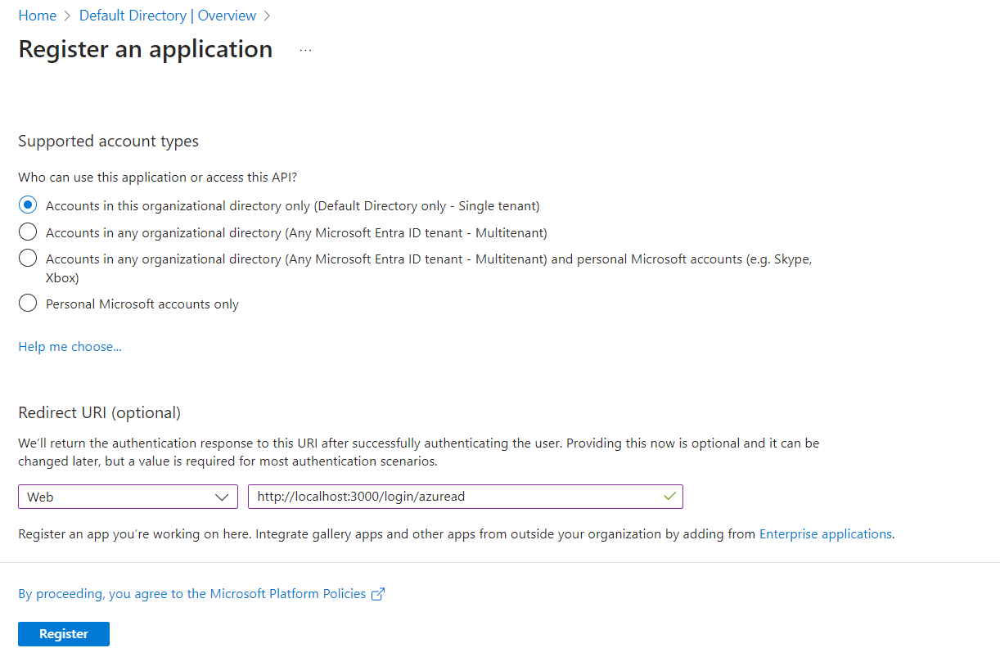 Home > Default Directory | Overview >
Register an application ...
Supported account types
Who can use this application or access this API?
Accounts in this organizational directory only (Default Directory only - Single tenant)
Accounts in any organizational directory (Any Microsoft Entra ID tenant - Multitenant)
Accounts in any organizational directory (Any Microsoft Entra ID tenant - Multitenant) and personal Microsoft accounts (e.g. Skype,
Xbox)
Personal Microsoft accounts only
Help me choose...
Redirect URI (optional)
We'll return the authentication response to this URI after successfully authenticating the user. Providing this now is optional and it can be
changed later, but a value is required for most authentication scenarios.
Web http://localhost:3000/login/azuread
Register an app you're working on here. Integrate gallery apps and other apps from outside your organization by adding from Enterprise applications.
By proceeding, you agree to the Microsoft Platform Policies
Register